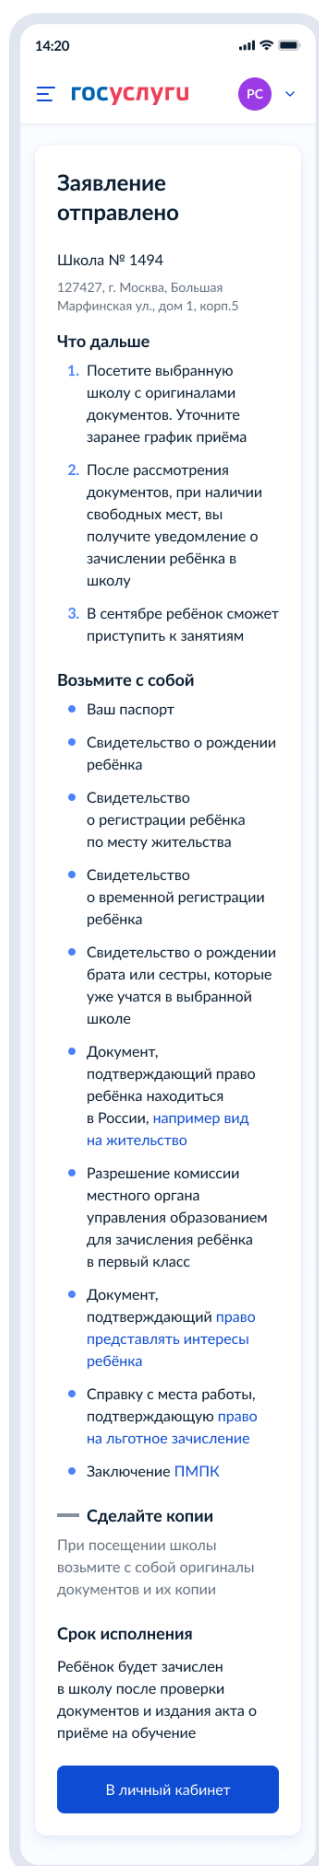 14:20
госуслуги
РС
Заявление
отправлено
Школа № 1494
127427, г. Москва, Большая
Марфинская ул., дом 1, корп.5
Что дальше
1. Посетите выбранную
школу с оригиналами
документов. Уточните
заранее график приёма
2. После рассмотрения
документов, при наличии
свободных мест, вы
получите уведомление о
зачислении ребёнка в
школу
3. В сентябре ребёнок сможет
приступить к занятиям
Возьмите с собой
• Ваш паспорт
• Свидетельство о рождении
ребёнка
• Свидетельство
о регистрации ребёнка
по месту жительства
• Свидетельство
о временной регистрации
ребёнка
• Свидетельство о рождении
брата или сестры, которые
уже учатся в выбранной
школе
• Документ,
подтверждающий право
ребёнка находиться
в России, например вид
на жительство
• Разрешение комиссии
местного органа
управления образованием
для зачисления ребёнка
в первый класс
• Документ,
подтверждающий право
представлять интересы
ребёнка
• Справку с места работы,
подтверждающую право
на льготное зачисление
• Заключение ПМПК
— Сделайте копии
При посещении школы
возьмите с собой оригиналы
документов и их копии
Срок исполнения
Ребёнок будет зачислен
в школу после проверки
документов и издания акта о
приёме на обучение
В личный кабинет